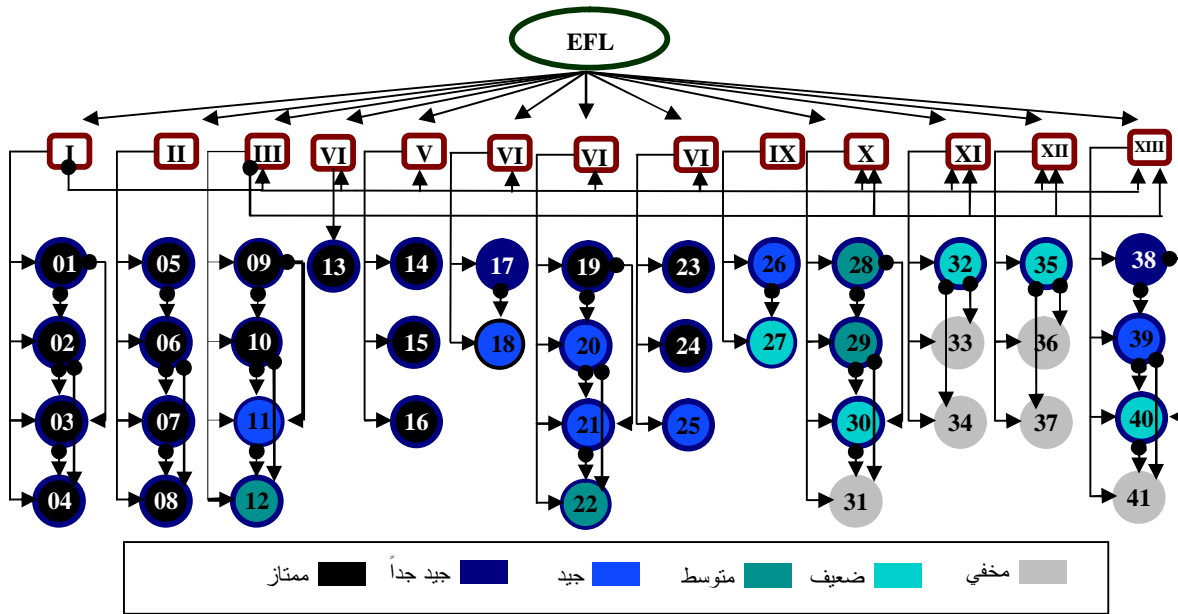 EFL
I II III VI V VI VI VI IX X XI XII XIII
01 05 09 13 14 17 19 23 26 28 32 35 38
02 06 10 15 18 20 24 27 29 33 36 39
03 07 11 16 21 25 30 34 37 40
04 08 12 22 31 41
ممتاز جيد جداً جيد متوسط ضعيف مخفي